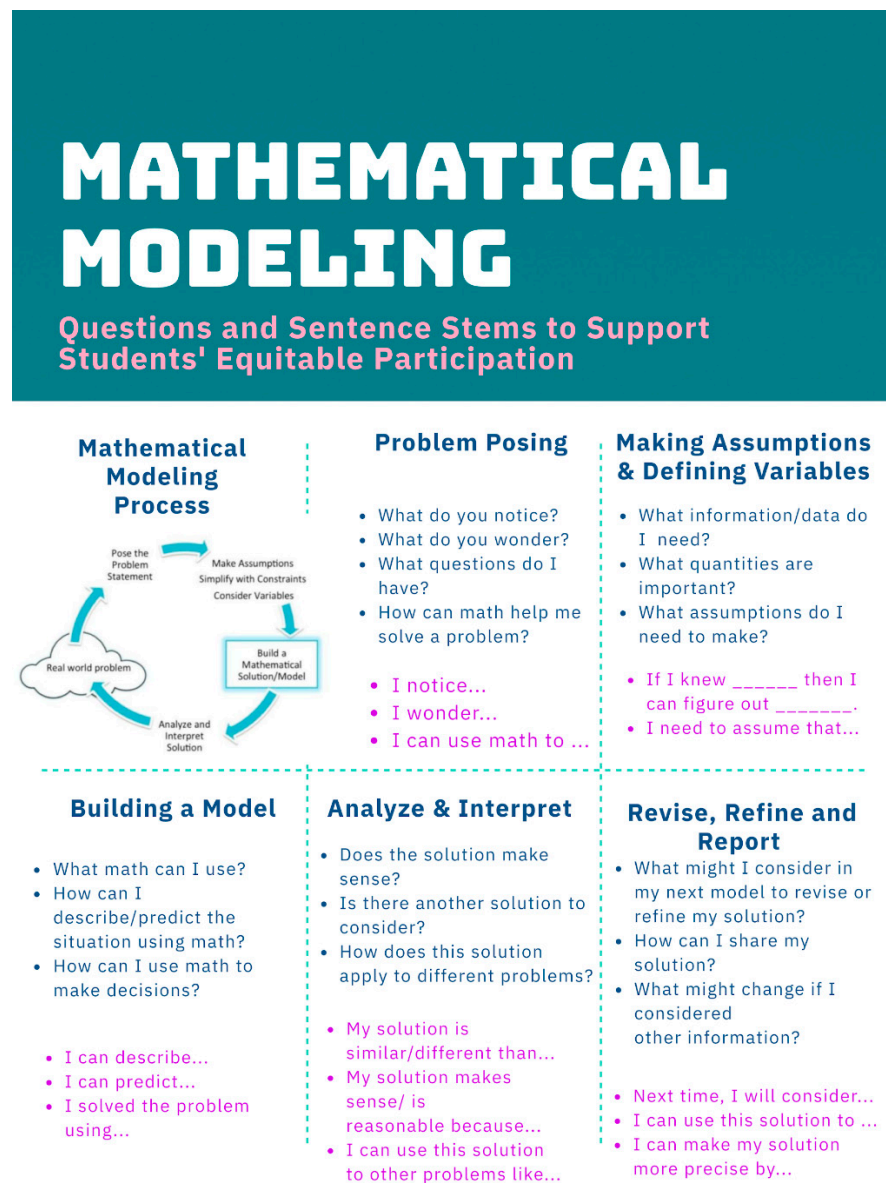 MATHEMATICAL
MODELING
Questions and Sentence Stems to Support
Students' Equitable Participation
Mathematical
Modeling
Process
Pose the
Problem
Statement
Make Assumptions
Simplify with Constraints
Consider Variables
Build a
Mathematical
Solution/Model
Analyze and
Interpret
Solution
Real world problem
Problem Posing
• What do you notice?
• What do you wonder?
• What questions do I
have?
• How can math help me
solve a problem?
• I notice...
• I wonder...
• I can use math to ...
Making Assumptions
& Defining Variables
• What information/data do
I need?
• What quantities are
important?
• What assumptions do I
need to make?
• If I knew ______ then I
can figure out _______.
• I need to assume that...
Building a Model
• What math can I use?
• How can I
describe/predict the
situation using math?
• How can I use math to
make decisions?
• I can describe...
• I can predict...
• I solved the problem
using...
Analyze & Interpret
• Does the solution make
sense?
• Is there another solution to
consider?
• How does this solution
apply to different problems?
• My solution is
similar/different than...
• My solution makes
sense/ is
reasonable because...
• I can use this solution
to other problems like...
Revise, Refine and
Report
• What might I consider in
my next model to revise or
refine my solution?
• How can I share my
solution?
• What might change if I
considered
other information?
• Next time, I will consider...
• I can use this solution to ...
• I can make my solution
more precise by...